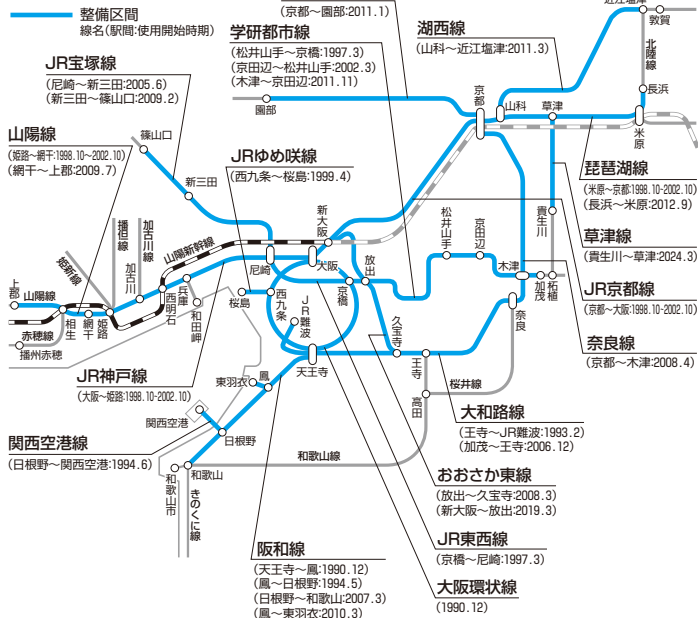 整備区間
線名(駅間:使用開始時期)
(京都～園部:2011.1)
学研都市線
(松井山手～京橋:1997.3)
(京田辺～松井山手:2002.3)
(木津～京田辺:2011.11)
湖西線
(山科～近江塩津:2011.3)
敦賀
北陸線
長浜
米原
JR宝塚線
(尼崎～新三田:2005.6)
(新三田～篠山口:2009.2)
園部
京都
山科
草津
山陽線
(姫路～網干:1998.10～2002.10)
(網干～上郡:2009.7)
篠山口
新三田
JRゆめ咲線
(西九条～桜島:1999.4)
琵琶湖線
(米原～京都:1998.10-2002.10)
(長浜～米原:2012.9)
草津線
(貴生川～草津:2024.3)
JR京都線
(京都～大阪:1998.10-2002.10)
奈良線
(京都～木津:2008.4)
播但線
加古川線
姫新線
山陽新幹線
新大阪
松井山手
京田辺
貴生川
上郡
山陽線
赤穂線
播州赤穂
相生
網干
姫路
加古川
西明石
兵庫
和田岬
尼崎
大阪
放出
京橋
木津
加茂
柘植
桜島
西九条
JR難波
久宝寺
奈良
JR神戸線
(大阪～姫路:1998.10-2002.10)
東羽衣
鳳
天王寺
王寺
高田
桜井線
大和路線
(王寺～JR難波:1993.2)
(加茂～王寺:2006.12)
関西空港
関西空港線
(日根野～関西空港:1994.6)
日根野
和歌山線
和歌山
和歌山市
きのくに線
おおさか東線
(放出～久宝寺:2008.3)
(新大阪～放出:2019.3)
JR東西線
(京橋～尼崎:1997.3)
阪和線
(天王寺～鳳:1990.12)
(鳳～日根野:1994.5)
(日根野～和歌山:2007.3)
(鳳～東羽衣:2010.3)
大阪環状線
(1990.12)